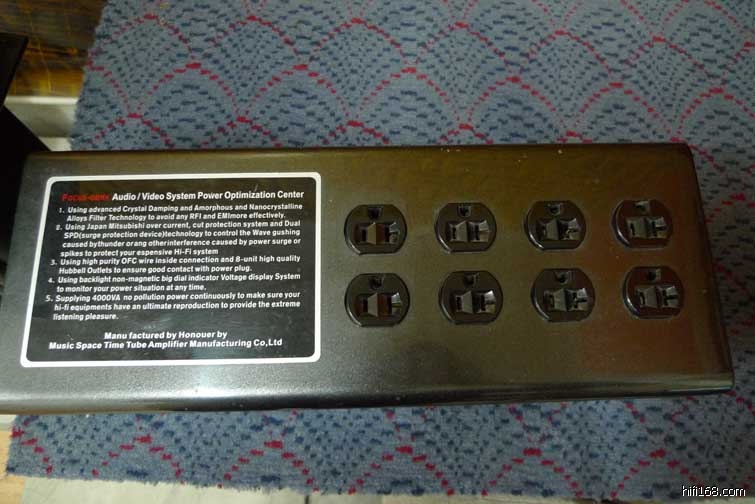 Audio / Video System Power Optimization Center
1. Using advanced Crystal Damping and Amorphous and Nanocrystalline
Alloys Filter Technology to avoid any RFI and EMImore effectively.
2. Using Japan Mitsubishi over current, cut protection system and Dual
SPD(surge protection device)technology to control the Wave gushing
caused bythunder orang otherinterference caused by power surge or
spikes to protect your espensive Hi-Fi system
3. Using high purity OFC wire inside connection and 8-unit high quality
Hubbell Outlets to ensure good contact with power plug.
4. Using backlight non-magnetic big dial indicator Voltage display System
to monitor your power situation at any time.
5. Supplying 4000VA no pollution power continuously to make sure your
hi-fi equipments have an ultimate reproduction to provide the extreme
listening pleasure.
Manu factured by Honouer by
Music Space Time Tube Amplifier Manufacturing Co,Ltd
hifi168.com